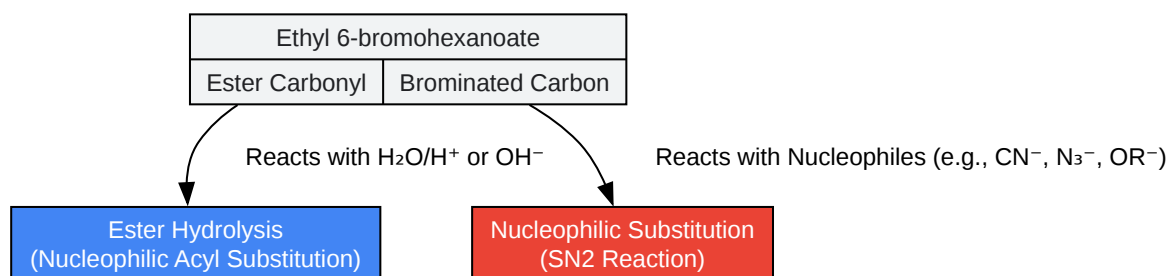 Ethyl 6-bromohexanoate
Ester Carbonyl
Brominated Carbon
Reacts with H₂O/H⁺ or OH⁻
Reacts with Nucleophiles (e.g., CN⁻, N₃⁻, OR⁻)
Ester Hydrolysis
(Nucleophilic Acyl Substitution)
Nucleophilic Substitution
(SN2 Reaction)